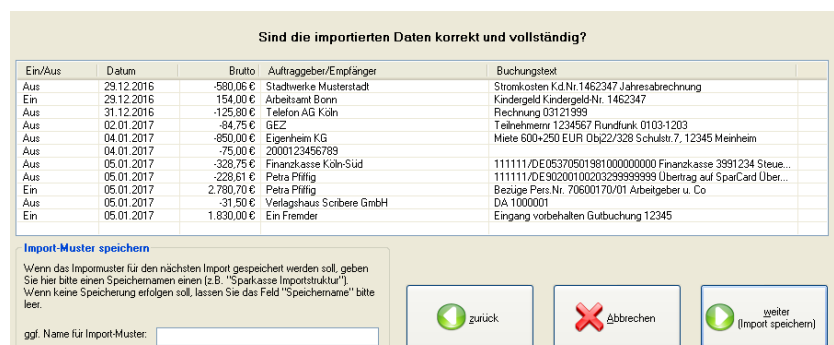 Sind die importierten Daten korrekt und vollständig?
Ein/Aus Datum Brutto Auftraggeber/Empfänger Buchungstext
Aus 29.12.2016 -580,06 € Stadtwerke Musterstadt Stromkosten Kd.Nr.1462347 Jahresabrechnung
Ein 29.12.2016 154,00 € Arbeitsamt Bonn Kindergeld Kindergeld-Nr. 1462347
Aus 31.12.2016 -125,80 € Telefon AG Köln Rechnung 03121999
Aus 02.01.2017 -84,75 € GEZ Teilnehmernr 1234567 Rundfunk 0103-1203
Aus 04.01.2017 -850,00 € Eigenheim KG Miete 600+250 EUR Obj22/328 Schulstr.7, 12345 Meinheim
Aus 04.01.2017 -75,00 € 2000123456789
Aus 05.01.2017 -328,75 € Finanzkasse Köln-Süd 111111/DE05370501981000000000 Finanzkasse 3991234 Steue...
Aus 05.01.2017 -228,61 € Petra Pfiffig 111111/DE90200100203299999999 Übertrag auf SparCard Über...
Ein 05.01.2017 2.780,70 € Petra Pfiffig Bezüge Pers.Nr. 70600170/01 Arbeitgeber u. Co
Aus 05.01.2017 -31,50 € Verlagshaus Scribere GmbH DA 1000001
Ein 05.01.2017 1.830,00 € Ein Fremder Eingang vorbehalten Gutbuchung 12345
Import-Muster speichern
Wenn das Impormuster für den nächsten Import gespeichert werden soll, geben
Sie hier bitte einen Speichernamen einen (z.B. "Sparkasse Importstruktur").
Wenn keine Speicherung erfolgen soll, lassen Sie das Feld "Speichername" bitte
leer.
ggf. Name für Import-Muster:
zurück
Abbrechen
weiter
(Import speichern)